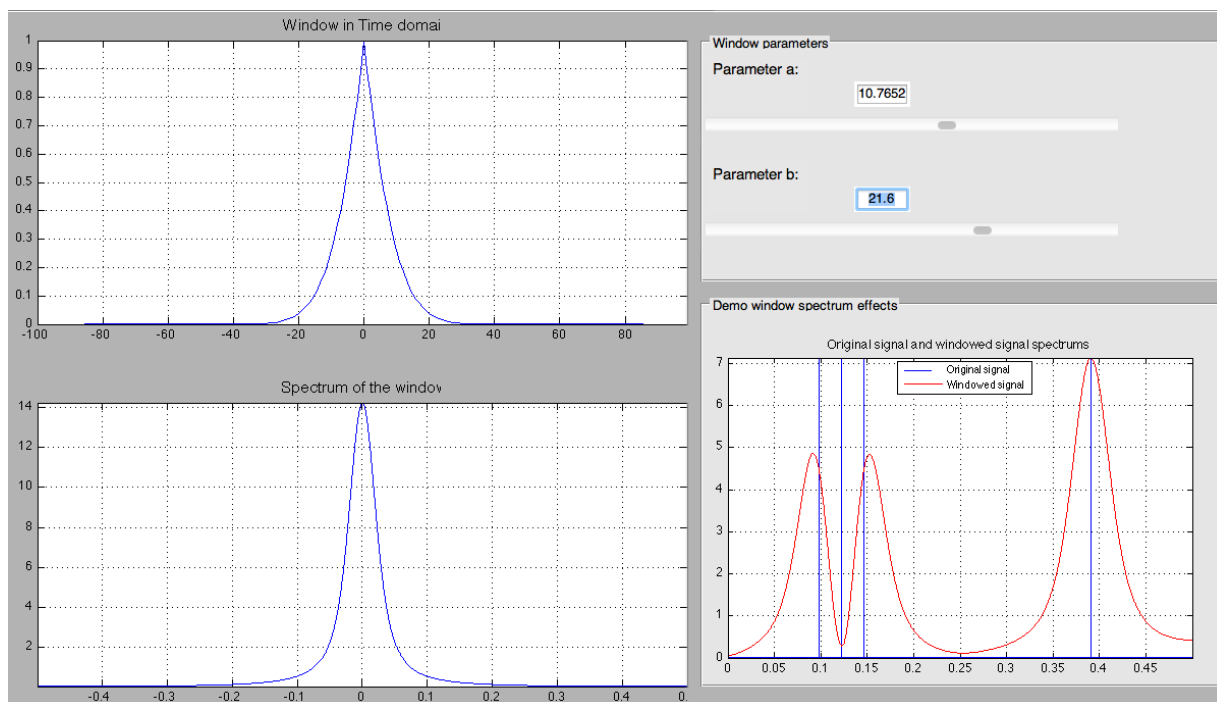 Window in Time domai
1
0.9
0.8
0.7
0.6
0.5
0.4
0.3
0.2
0.1
0
-100 -80 -60 -40 -20 0 20 40 60 80
Spectrum of the window
14
12
10
8
6
4
2
-0.4 -0.3 -0.2 -0.1 0 0.1 0.2 0.3 0.4 0.
Window parameters
Parameter a:
10.7652
Parameter b:
21.6
Demo window spectrum effects
Original signal and windowed signal spectrums
Original signal
Windowed signal
7
6
5
4
3
2
1
0
0 0.05 0.1 0.15 0.2 0.25 0.3 0.35 0.4 0.45